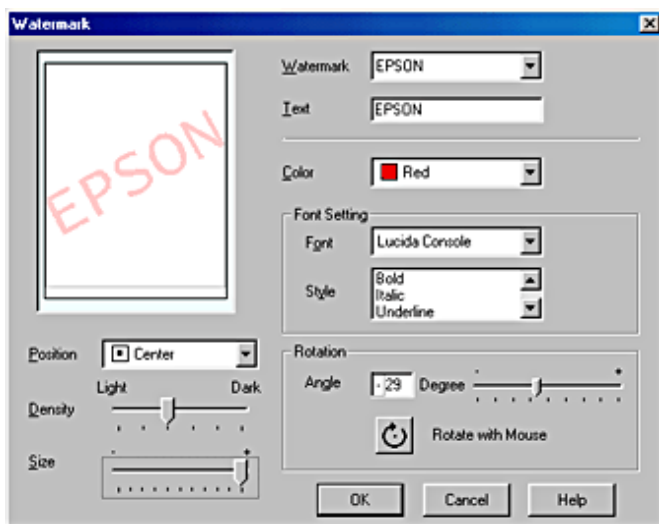 Watermark
EPSON
Watermark EPSON
Text EPSON
Color Red
Font Setting
Font Lucida Console
Style Bold
Italic
Underline
Position Center
Light Dark
Density
Size - +
Rotation
Angle -29 Degree - +
Rotate with Mouse
OK Cancel Help